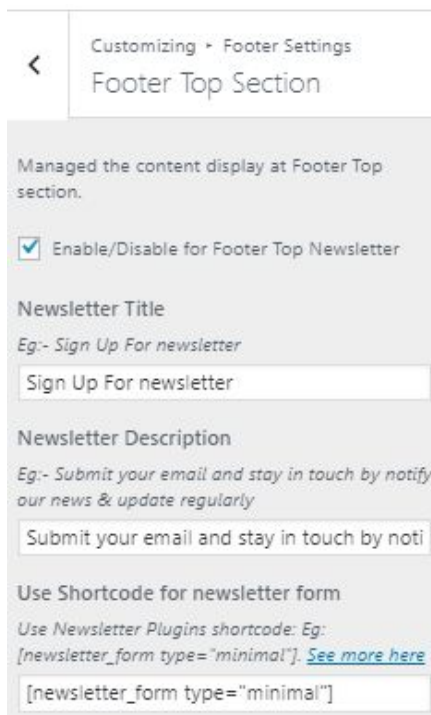 Customizing ▸ Footer Settings
Footer Top Section
Managed the content display at Footer Top
section.
Enable/Disable for Footer Top Newsletter
Newsletter Title
Eg:- Sign Up For newsletter
Sign Up For newsletter
Newsletter Description
Eg:- Submit your email and stay in touch by notify
our news & update regularly
Submit your email and stay in touch by noti
Use Shortcode for newsletter form
Use Newsletter Plugins shortcode: Eg:
[newsletter_form type="minimal"]. See more here
[newsletter_form type="minimal"]